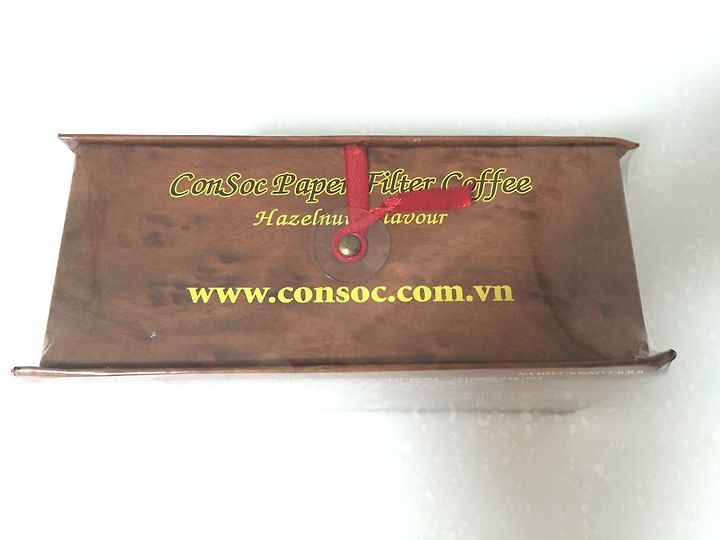 ConSoc Paper Filter Coffee
Hazelnut Flavour
www.consoc.com.vn